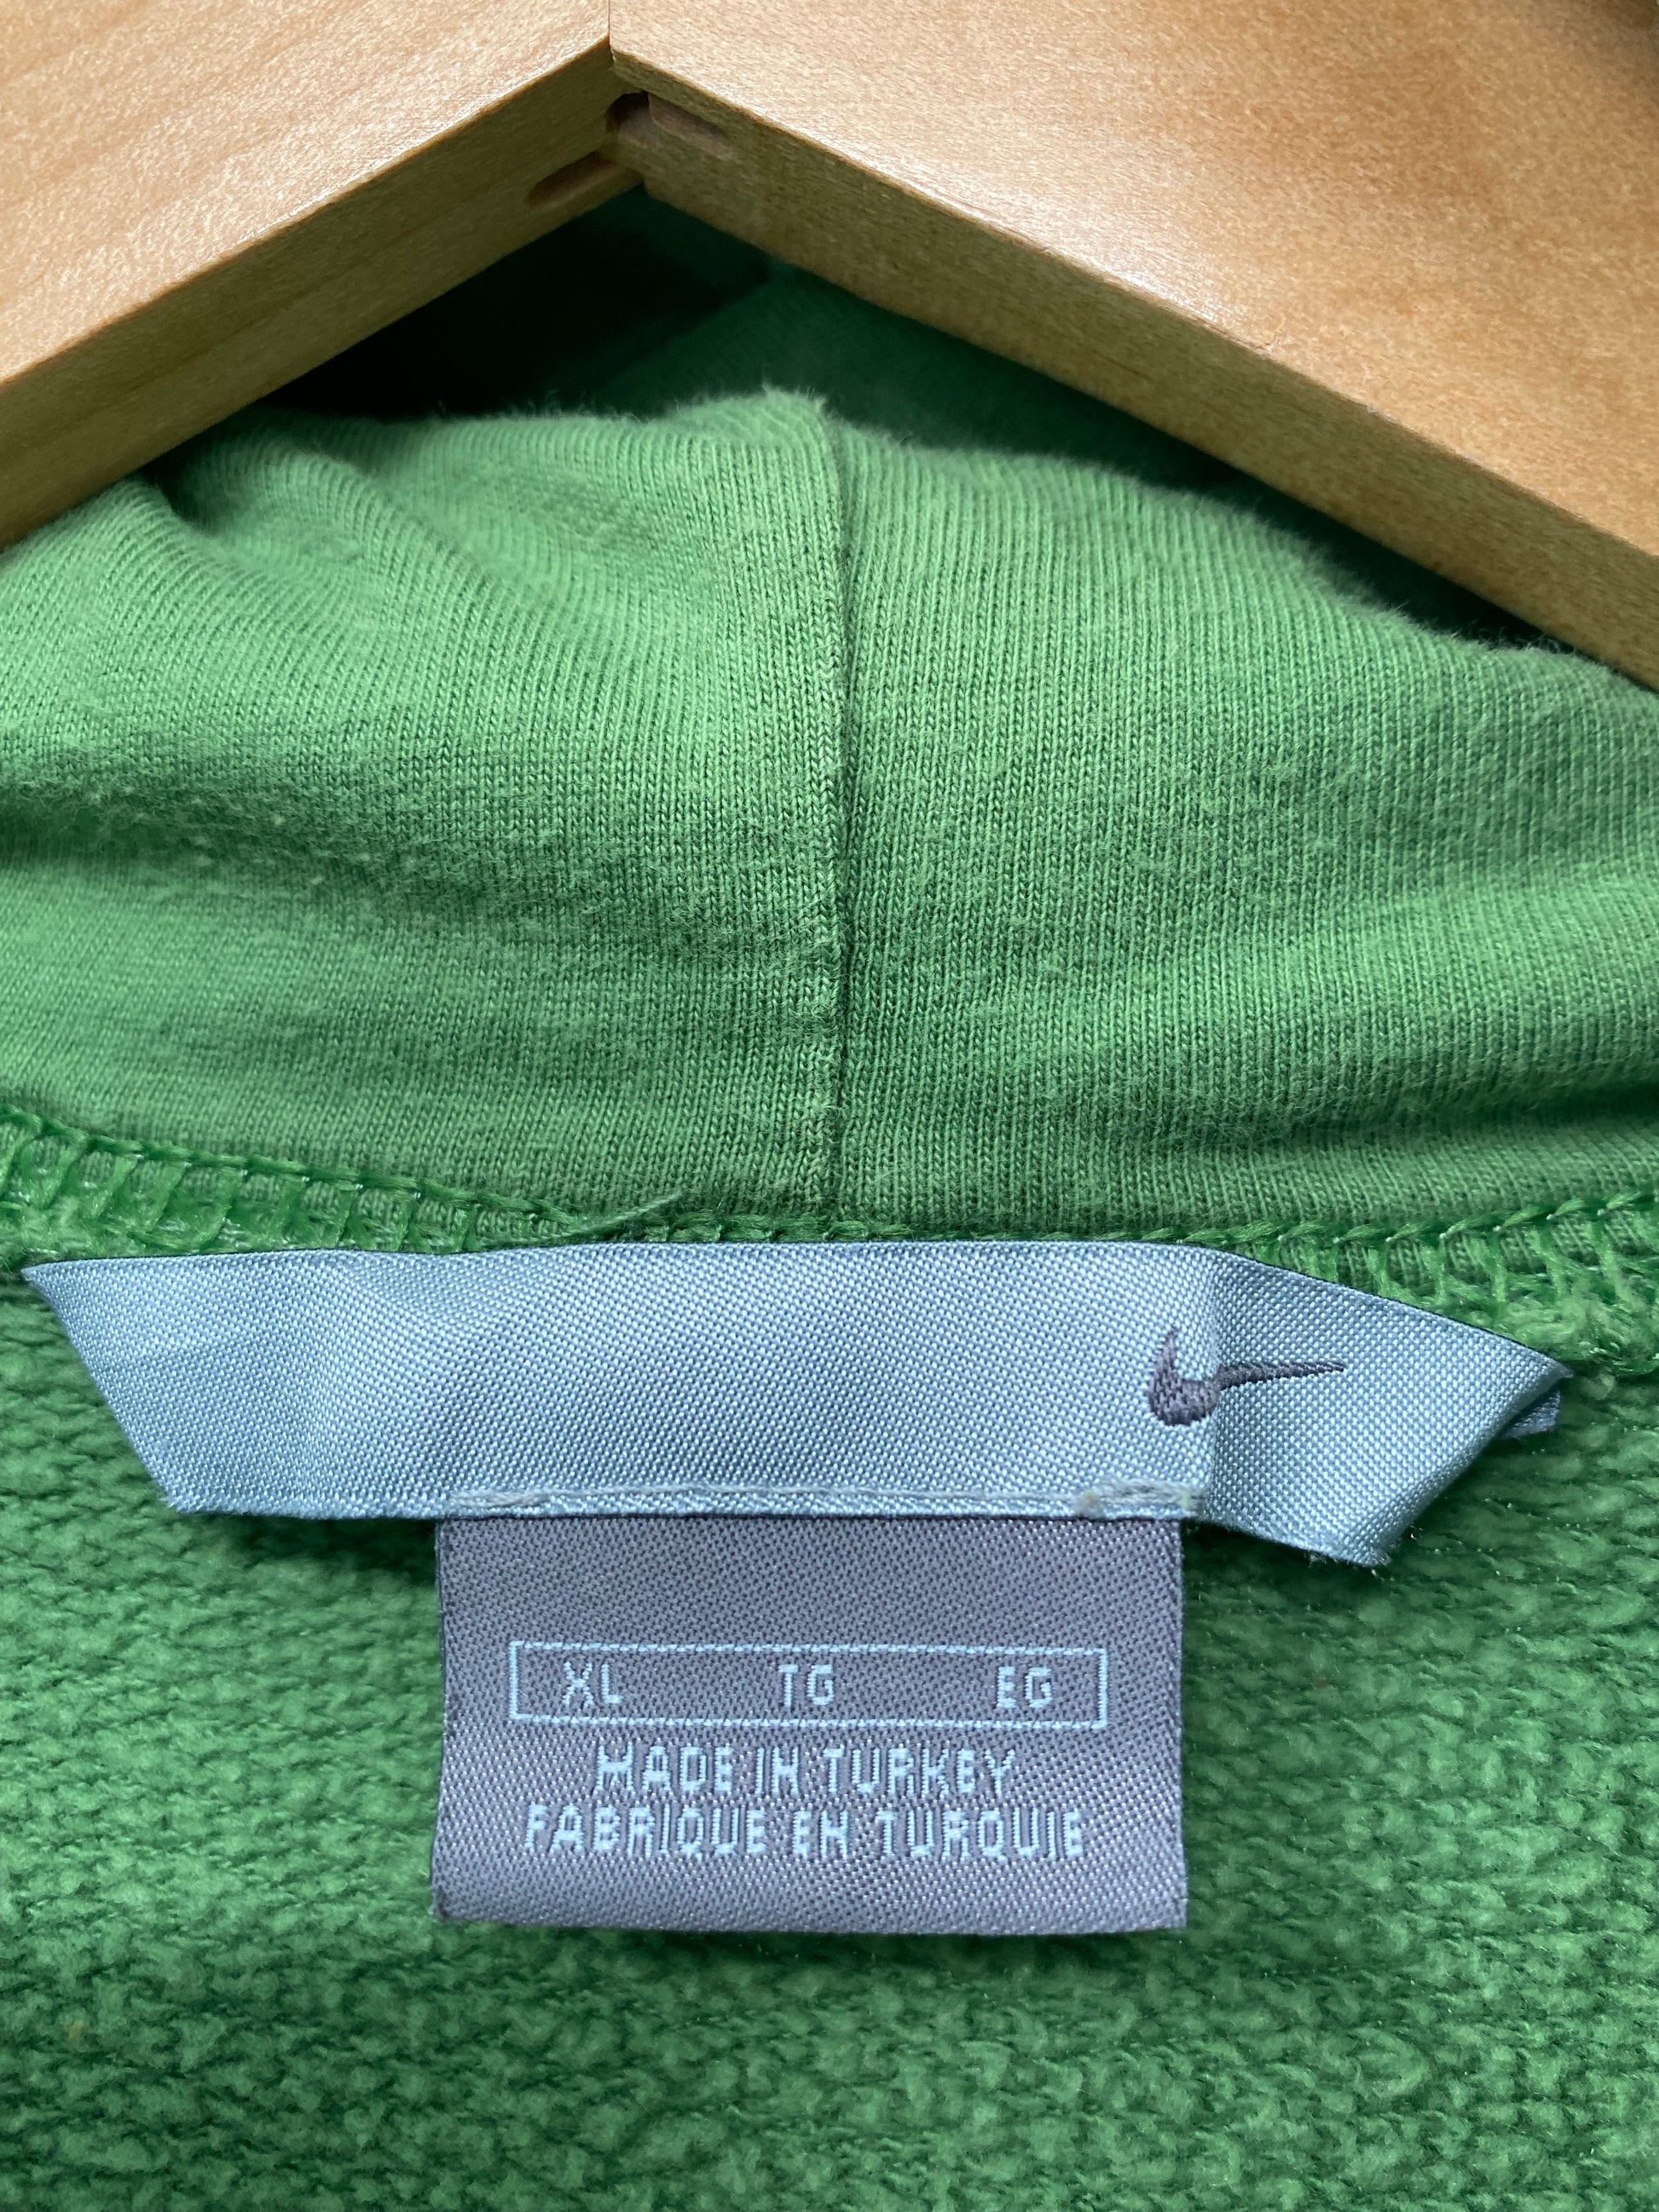 XL TG EG
MADE IN TURKEY
FABRIQUE EN TURQUIE